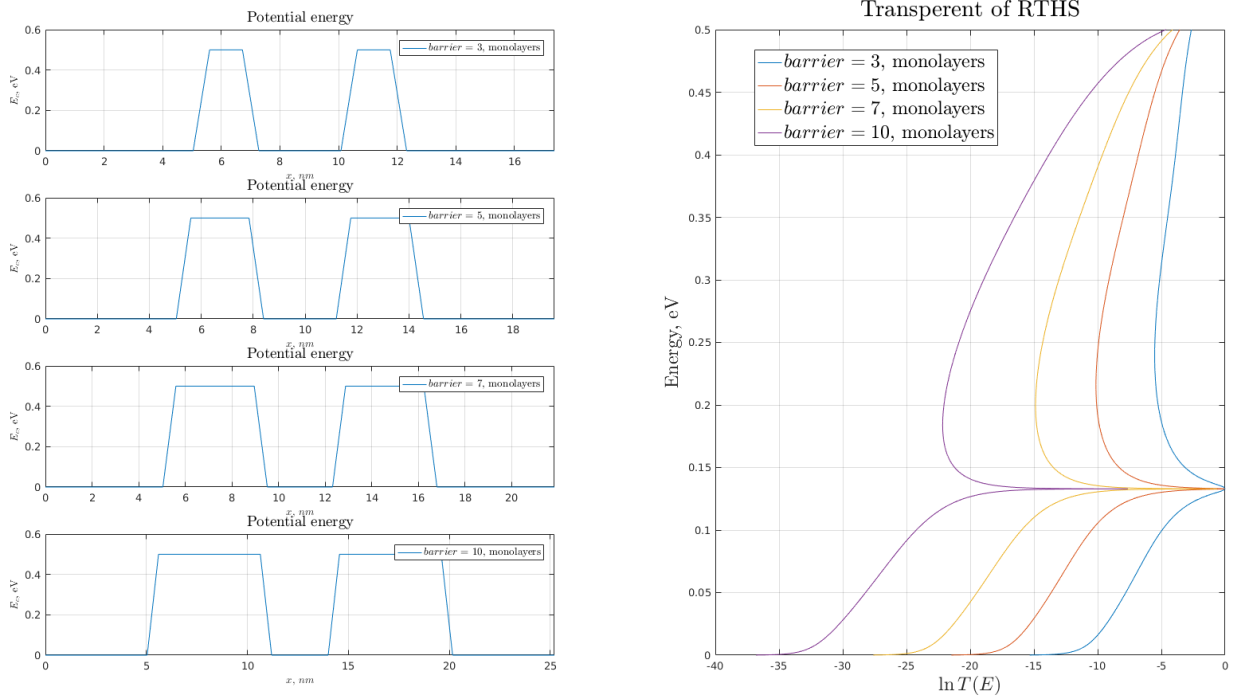 Potential energy
barrier = 3, monolayers
0.6
0.4
0.2
0
E_c, eV
0 2 4 6 8 10 12 14 16
x, nm
Potential energy
barrier = 5, monolayers
0.6
0.4
0.2
0
E_c, eV
0 2 4 6 8 10 12 14 16 18
x, nm
Potential energy
barrier = 7, monolayers
0.6
0.4
0.2
0
E_c, eV
0 2 4 6 8 10 12 14 16 18 20
x, nm
Potential energy
barrier = 10, monolayers
0.6
0.4
0.2
0
E_c, eV
0 5 10 15 20 25
x, nm
Transperent of RTHS
barrier = 3, monolayers
barrier = 5, monolayers
barrier = 7, monolayers
barrier = 10, monolayers
0.5
0.45
0.4
0.35
0.3
0.25
0.2
0.15
0.1
0.05
0
Energy, eV
-40 -35 -30 -25 -20 -15 -10 -5 0
ln T(E)